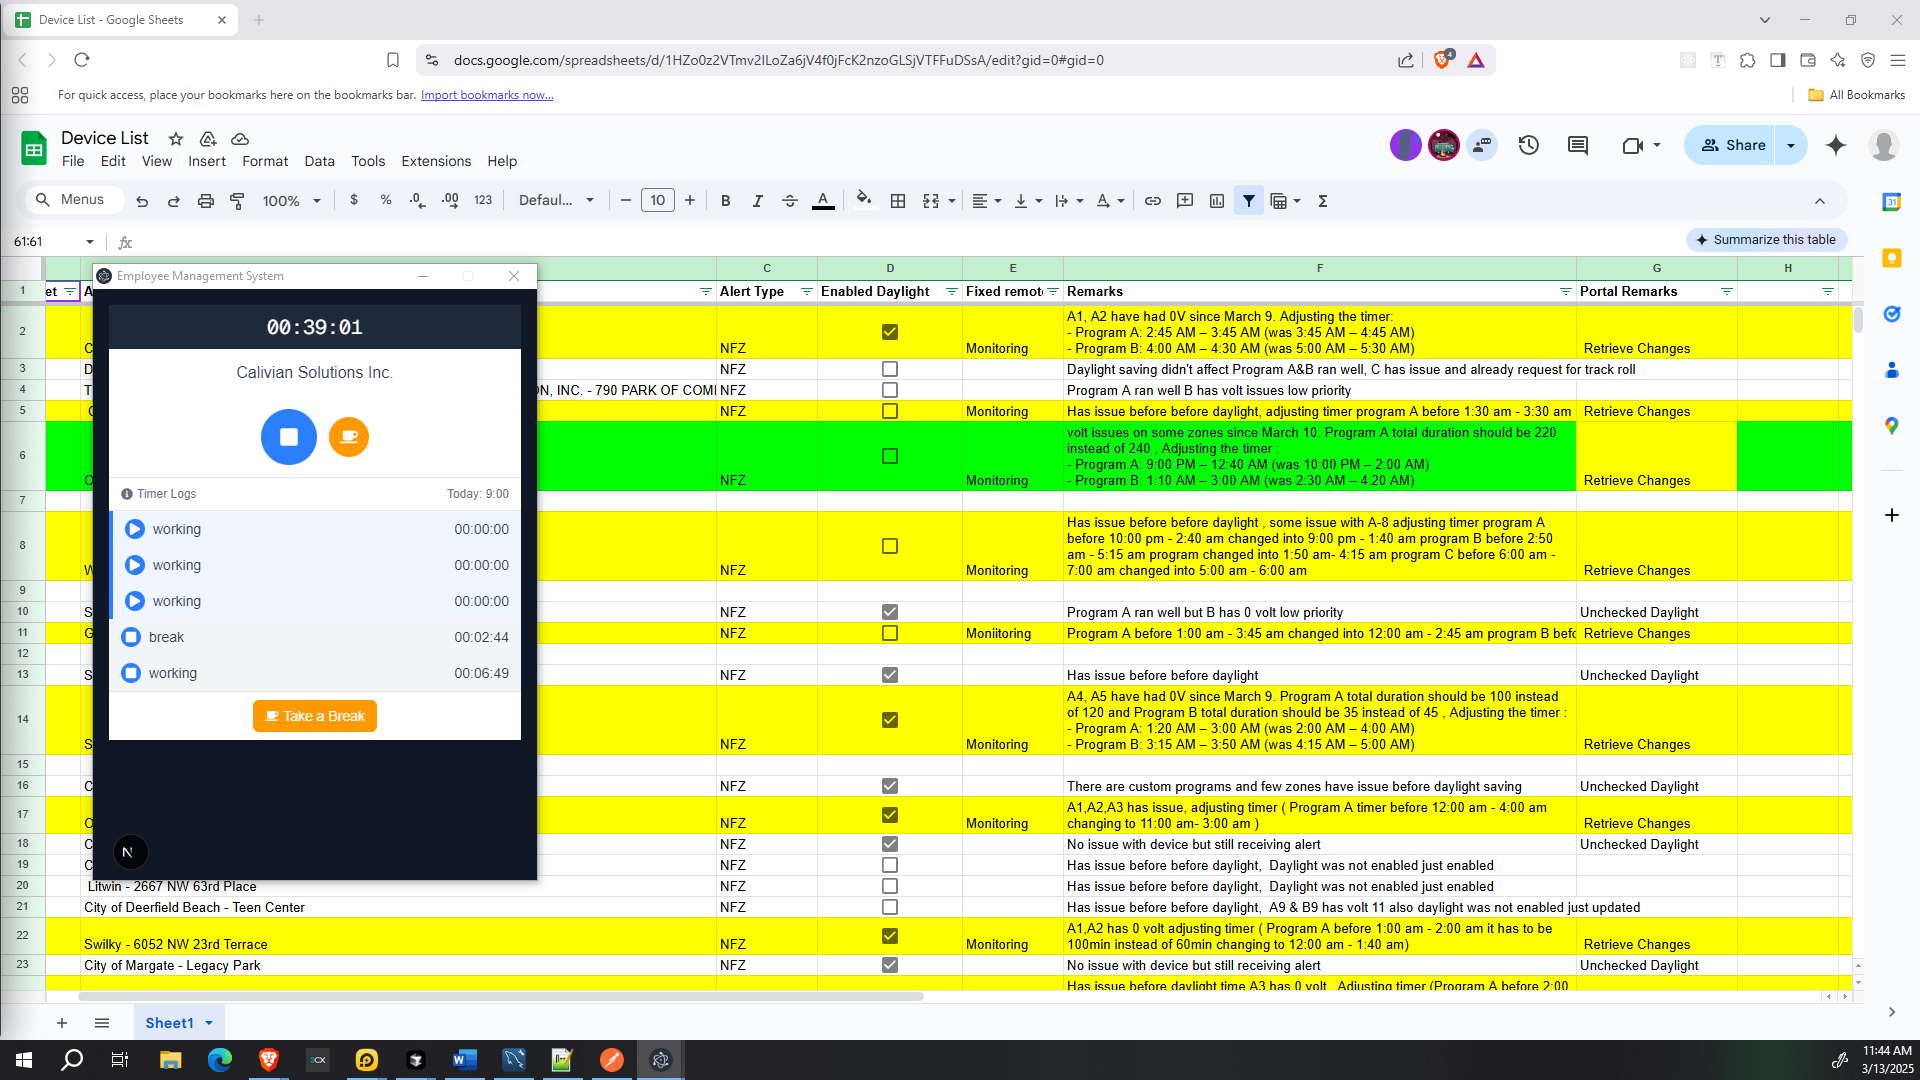 Device List - Google Sheets
docs.google.com/spreadsheets/d/1HZo0z2VTmv2ILoZa6jV4f0jFcK2nzoGLSjVTFFuDSsA/edit?gid=0#gid=0
4
For quick access, place your bookmarks here on the bookmarks bar. Import bookmarks now...
All Bookmarks
Device List
File Edit View Insert Format Data Tools Extensions Help
Share
Menus
100%
$ % .0 .00 123
Defaul...
10
B I A
61:61
fx
Summarize this table
C D E F G H
1 et A Alert Type Enabled Daylight Fixed remot Remarks Portal Remarks
Employee Management System
00:39:01
Calivian Solutions Inc.
Timer Logs Today: 9:00
working 00:00:00
working 00:00:00
working 00:00:00
break 00:02:44
working 00:06:49
Take a Break
N
A1, A2 have had 0V since March 9. Adjusting the timer:
- Program A: 2:45 AM – 3:45 AM (was 3:45 AM – 4:45 AM)
2 C NFZ Monitoring - Program B: 4:00 AM – 4:30 AM (was 5:00 AM – 5:30 AM) Retrieve Changes
3 D NFZ Daylight saving didn't affect Program A&B ran well, C has issue and already request for track roll
4 T ON, INC. - 790 PARK OF COMI NFZ Program A ran well B has volt issues low priority
5 NFZ Monitoring Has issue before before daylight, adjusting timer program A before 1:30 am - 3:30 am Retrieve Changes
volt issues on some zones since March 10. Program A total duration should be 220
instead of 240 , Adjusting the timer :
- Program A: 9:00 PM – 12:40 AM (was 10:00 PM – 2:00 AM)
6 O NFZ Monitoring - Program B: 1:10 AM – 3:00 AM (was 2:30 AM – 4:20 AM) Retrieve Changes
7
Has issue before before daylight , some issue with A-8 adjusting timer program A
before 10:00 pm - 2:40 am changed into 9:00 pm - 1:40 am program B before 2:50
am - 5:15 am program changed into 1:50 am- 4:15 am program C before 6:00 am -
8 W NFZ Monitoring 7:00 am changed into 5:00 am - 6:00 am Retrieve Changes
9
10 S NFZ Program A ran well but B has 0 volt low priority Unchecked Daylight
11 G NFZ Moniitoring Program A before 1:00 am - 3:45 am changed into 12:00 am - 2:45 am program B befo Retrieve Changes
12
13 S NFZ Has issue before before daylight Unchecked Daylight
A4, A5 have had 0V since March 9. Program A total duration should be 100 instead
of 120 and Program B total duration should be 35 instead of 45 , Adjusting the timer :
- Program A: 1:20 AM – 3:00 AM (was 2:00 AM – 4:00 AM)
14 S NFZ Monitoring - Program B: 3:15 AM – 3:50 AM (was 4:15 AM – 5:00 AM) Retrieve Changes
15
16 C NFZ There are custom programs and few zones have issue before daylight saving Unchecked Daylight
A1,A2,A3 has issue, adjusting timer ( Program A timer before 12:00 am - 4:00 am
17 O NFZ Monitoring changing to 11:00 am- 3:00 am ) Retrieve Changes
18 C NFZ No issue with device but still receiving alert Unchecked Daylight
19 C NFZ Has issue before before daylight, Daylight was not enabled just enabled
20 Litwin - 2667 NW 63rd Place NFZ Has issue before before daylight, Daylight was not enabled just enabled
21 City of Deerfield Beach - Teen Center NFZ Has issue before before daylight, A9 & B9 has volt 11 also daylight was not enabled just updated
A1,A2 has 0 volt adjusting timer ( Program A before 1:00 am - 2:00 am it has to be
22 Swilky - 6052 NW 23rd Terrace NFZ Monitoring 100min instead of 60min changing to 12:00 am - 1:40 am) Retrieve Changes
23 City of Margate - Legacy Park NFZ No issue with device but still receiving alert Unchecked Daylight
Has issue before daylight time A3 has 0 volt , Adjusting timer (Program A before 2:00
Sheet1
11:44 AM
3/13/2025